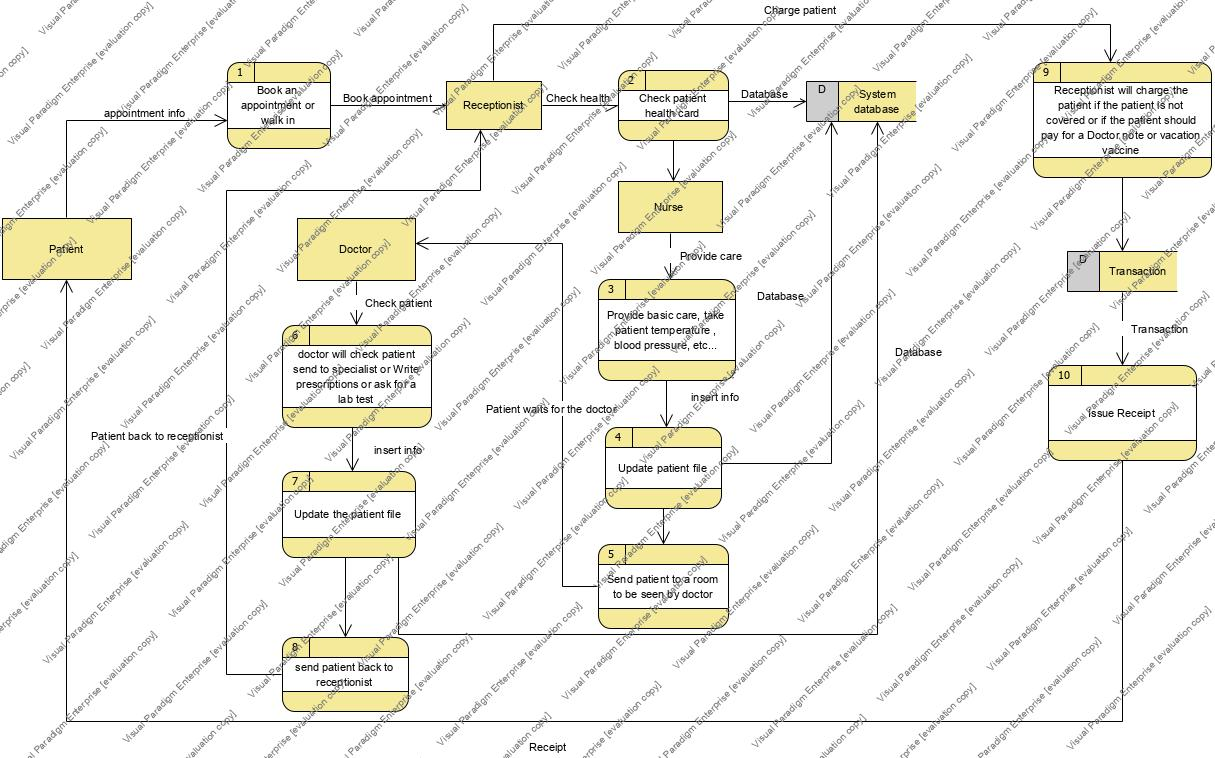 Charge patient
1
Book an
appointment or
walk in
appointment info
Book appointment
Receptionist
Check health
2
Check patient
health card
Database
D
System
database
9
Receptionist will charge the
patient if the patient is not
covered or if the patient should
pay for a Doctor note or vacation
vaccine
Patient
Doctor
Nurse
Provide care
D
Transaction
Check patient
3
Provide basic care, take
patient temperature ,
blood pressure, etc...
Database
Transaction
6
doctor will check patient
send to specialist or Write
prescriptions or ask for a
lab test
Database
10
Issue Receipt
insert info
Patient waits for the doctor
Patient back to receptionist
insert info
4
Update patient file
7
Update the patient file
5
Send patient to a room
to be seen by doctor
8
send patient back to
receptionist
Receipt
Visual Paradigm Enterprise [evaluation copy]